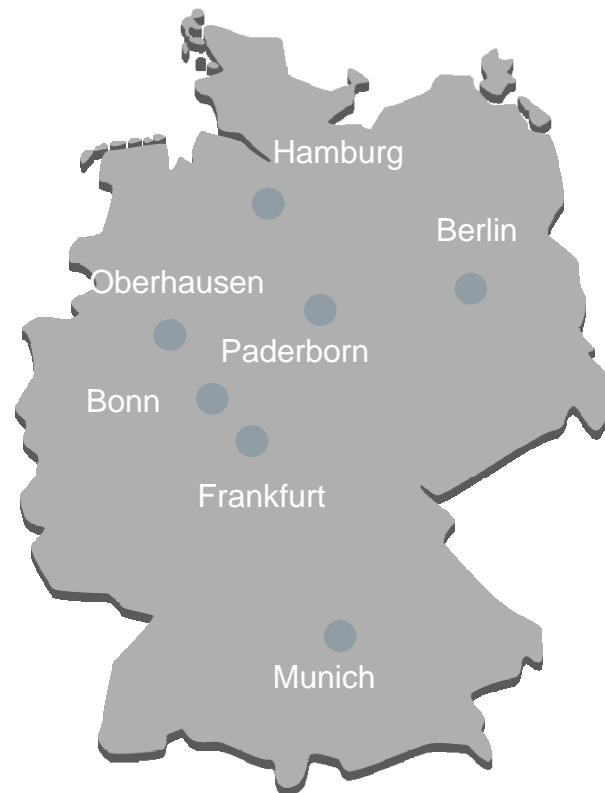 Hamburg
Berlin
Oberhausen
Paderborn
Bonn
Frankfurt
Munich